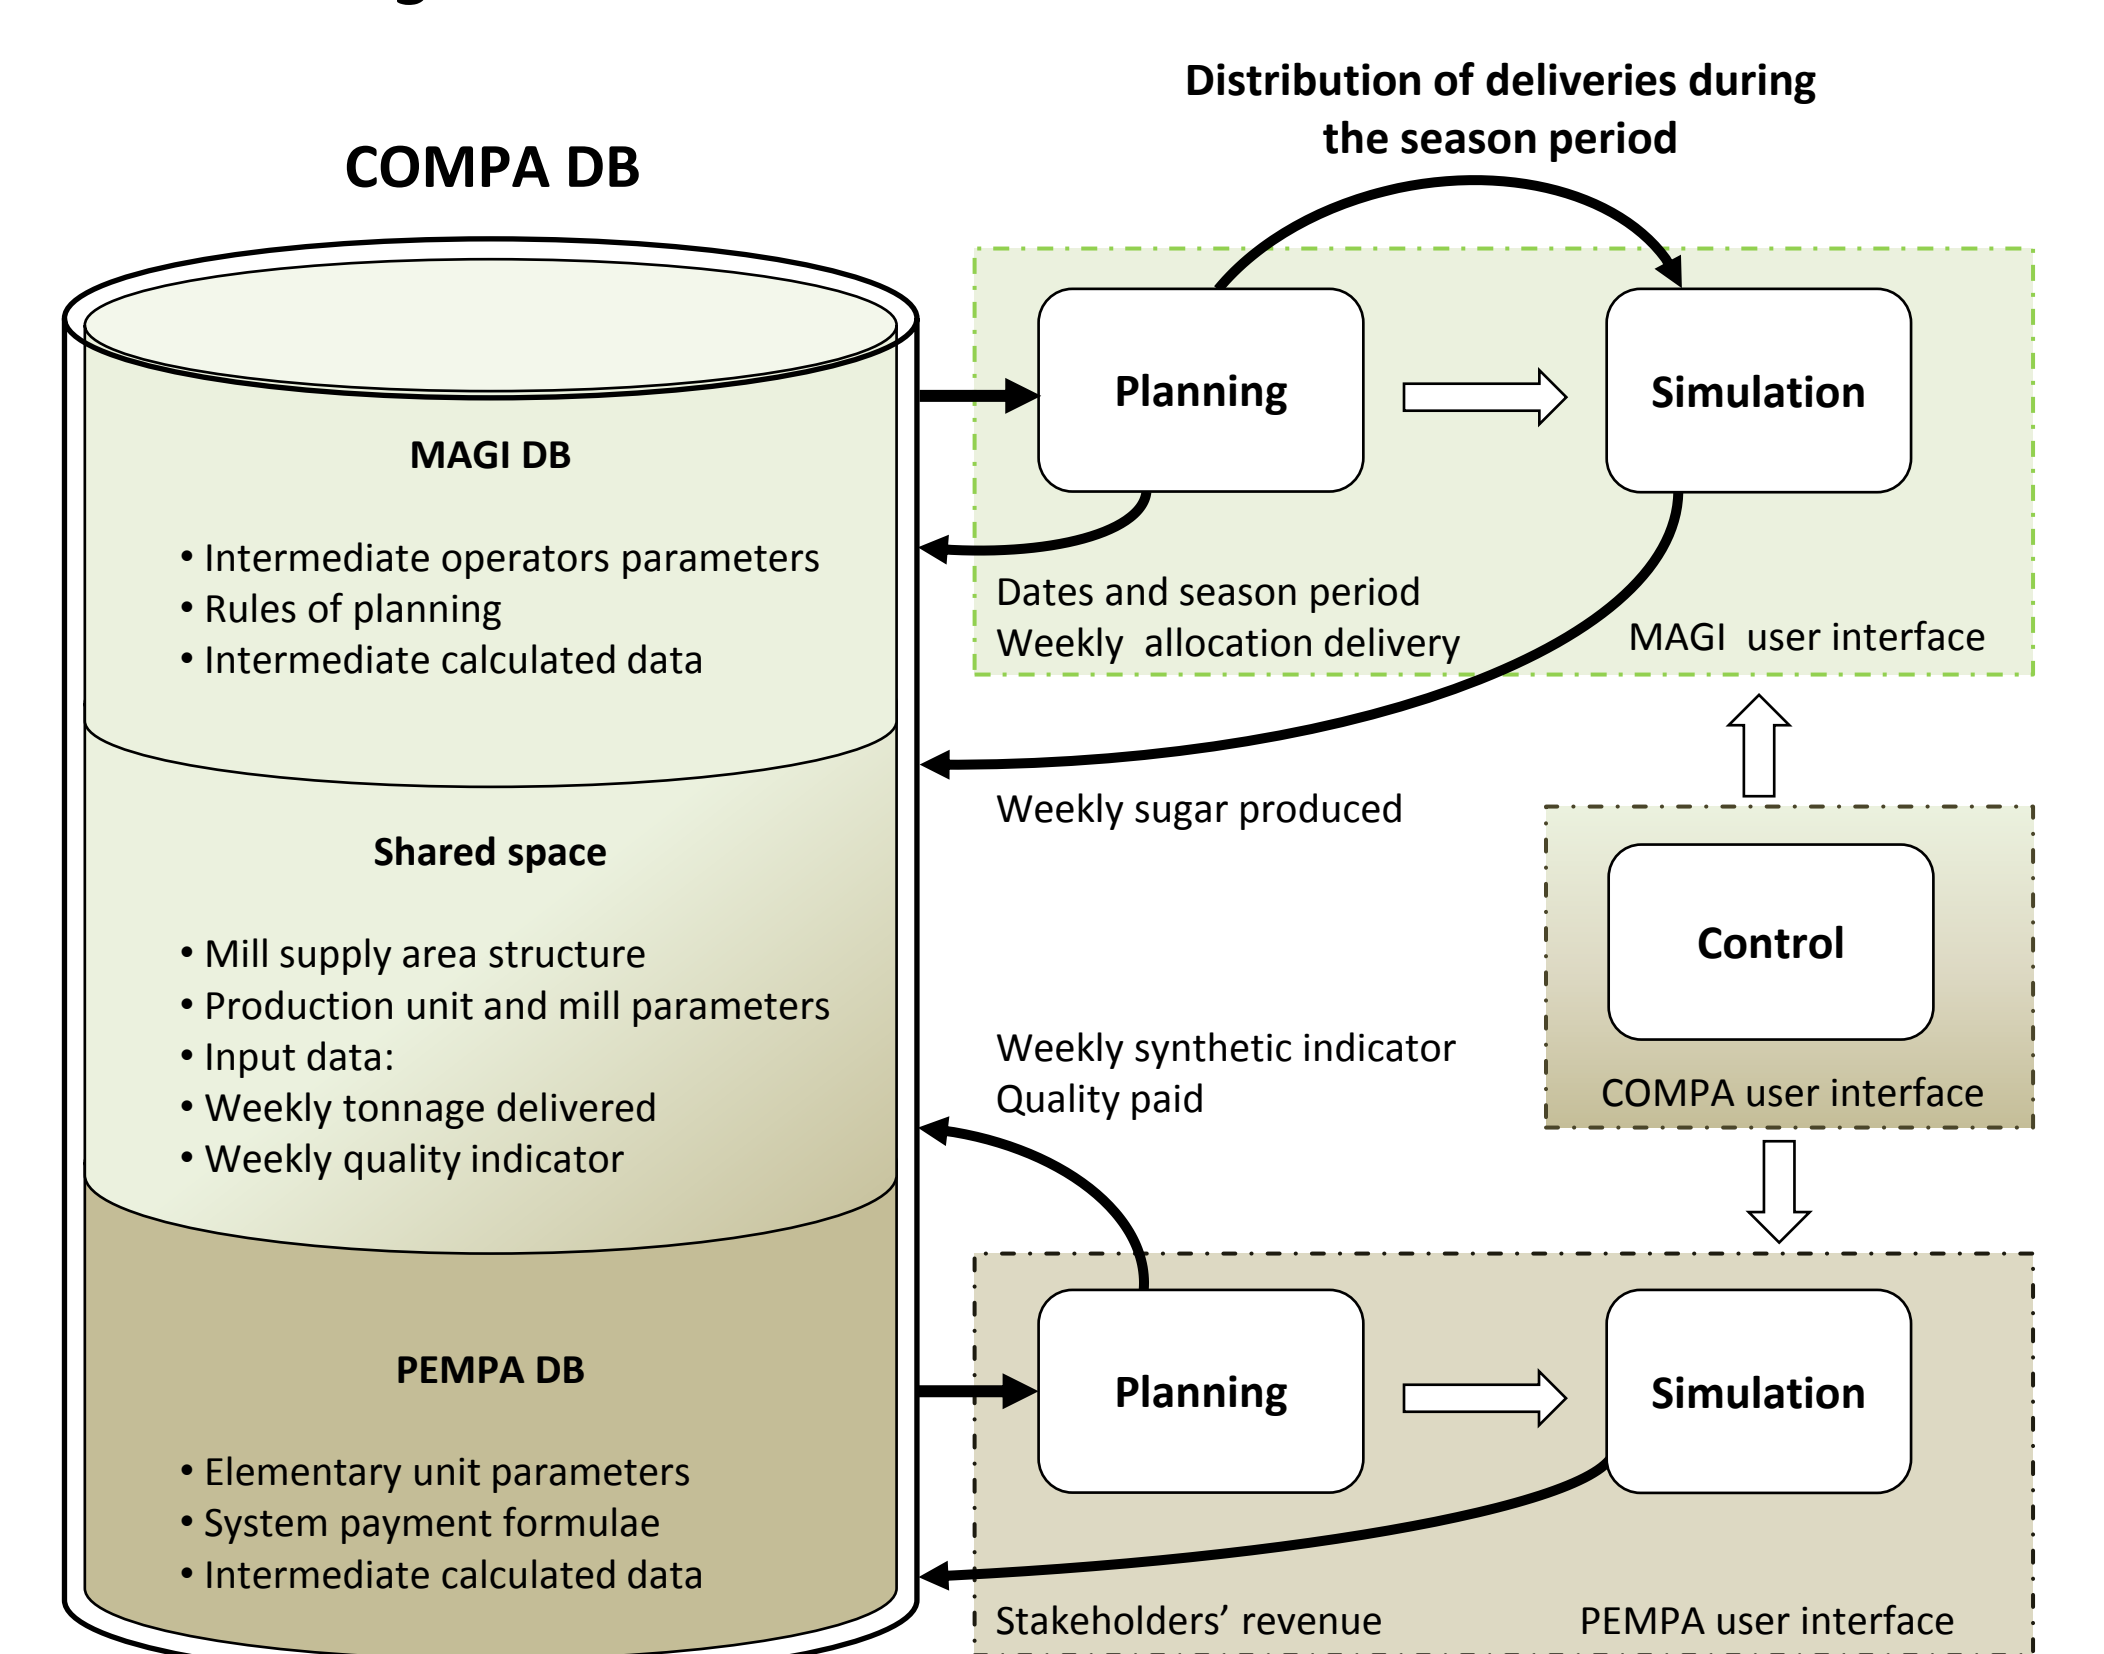 COMPA DB
MAGI DB
• Intermediate operators parameters
• Rules of planning
• Intermediate calculated data
Shared space
• Mill supply area structure
• Production unit and mill parameters
• Input data:
• Weekly tonnage delivered
• Weekly quality indicator
PEMPA DB
• Elementary unit parameters
• System payment formulae
• Intermediate calculated data
Distribution of deliveries during
the season period
Planning
Simulation
Dates and season period
Weekly allocation delivery
MAGI user interface
Weekly sugar produced
Control
COMPA user interface
Weekly synthetic indicator
Quality paid
Planning
Simulation
Stakeholders’ revenue
PEMPA user interface